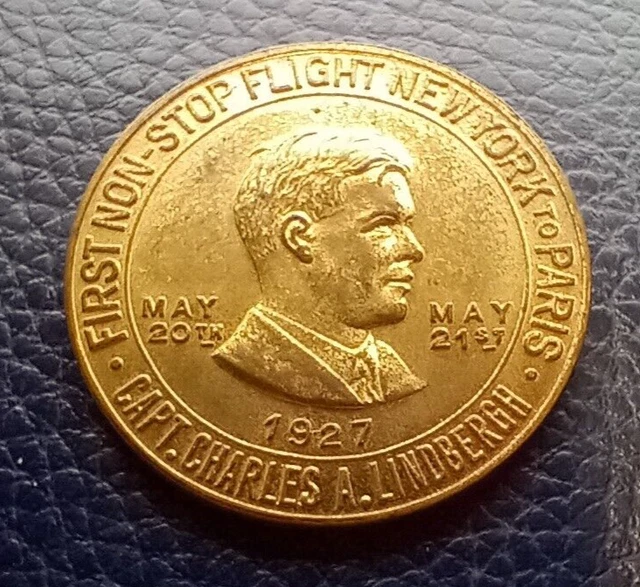 FIRST NON-STOP FLIGHT NEW YORK TO PARIS
MAY
20TH
MAY
21ST
1927
· CAPT. CHARLES A. LINDBERGH ·